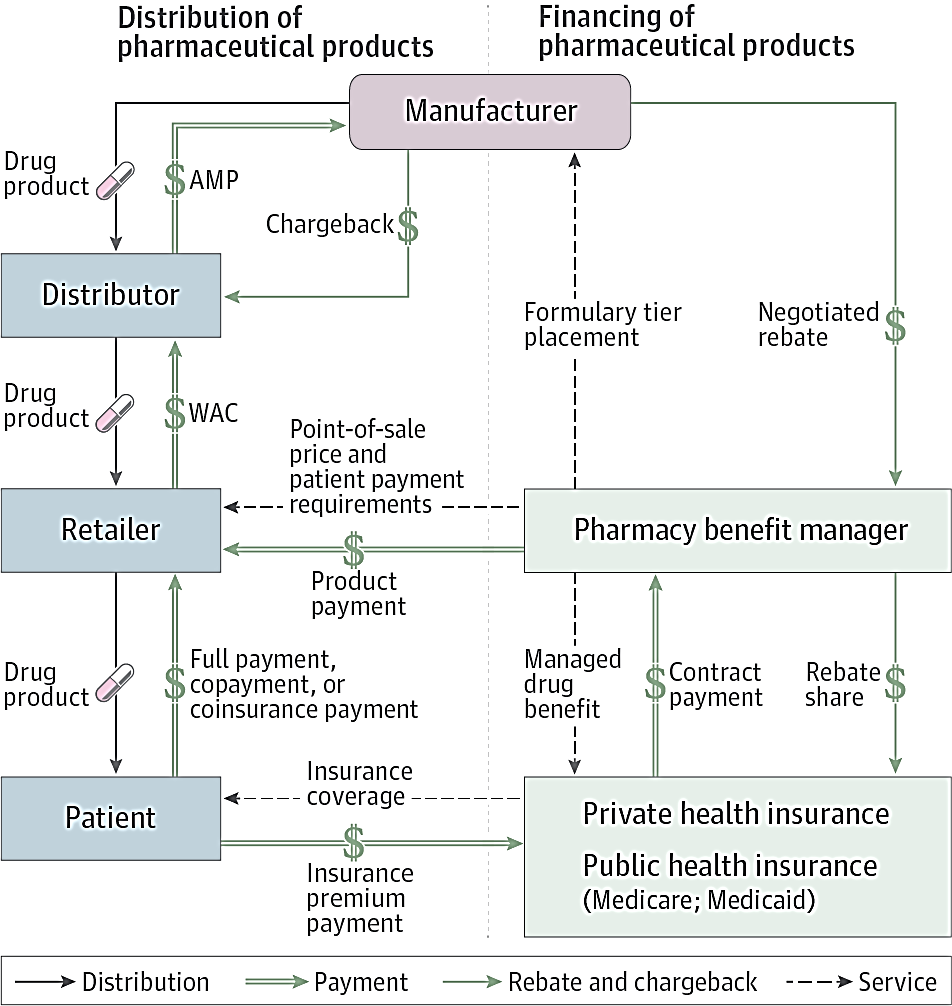 Distribution of
pharmaceutical products
Financing of
pharmaceutical products
Manufacturer
Drug
product
$ AMP
Chargeback $
Distributor
Formulary tier
placement
Negotiated
rebate $
Drug
product
$ WAC
Point-of-sale
price and
patient payment
requirements
Retailer
Pharmacy benefit manager
$
Product
payment
Drug
product
$ Full payment,
copayment, or
coinsurance payment
Managed
drug
benefit
$ Contract
payment
Rebate
share $
Insurance
coverage
Patient
$
Insurance
premium
payment
Private health insurance
Public health insurance
(Medicare; Medicaid)
Distribution
Payment
Rebate and chargeback
Service